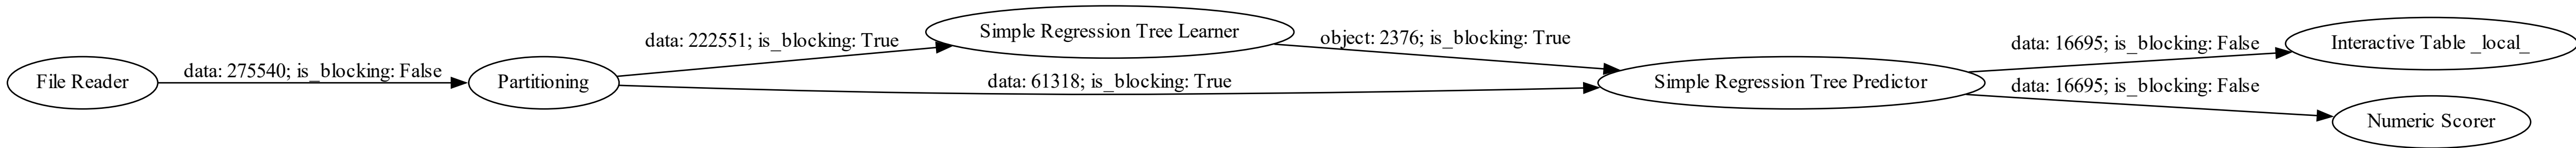 File Reader
data: 275540; is_blocking: False
Partitioning
data: 222551; is_blocking: True
Simple Regression Tree Learner
object: 2376; is_blocking: True
data: 61318; is_blocking: True
Simple Regression Tree Predictor
data: 16695; is_blocking: False
Interactive Table _local_
data: 16695; is_blocking: False
Numeric Scorer